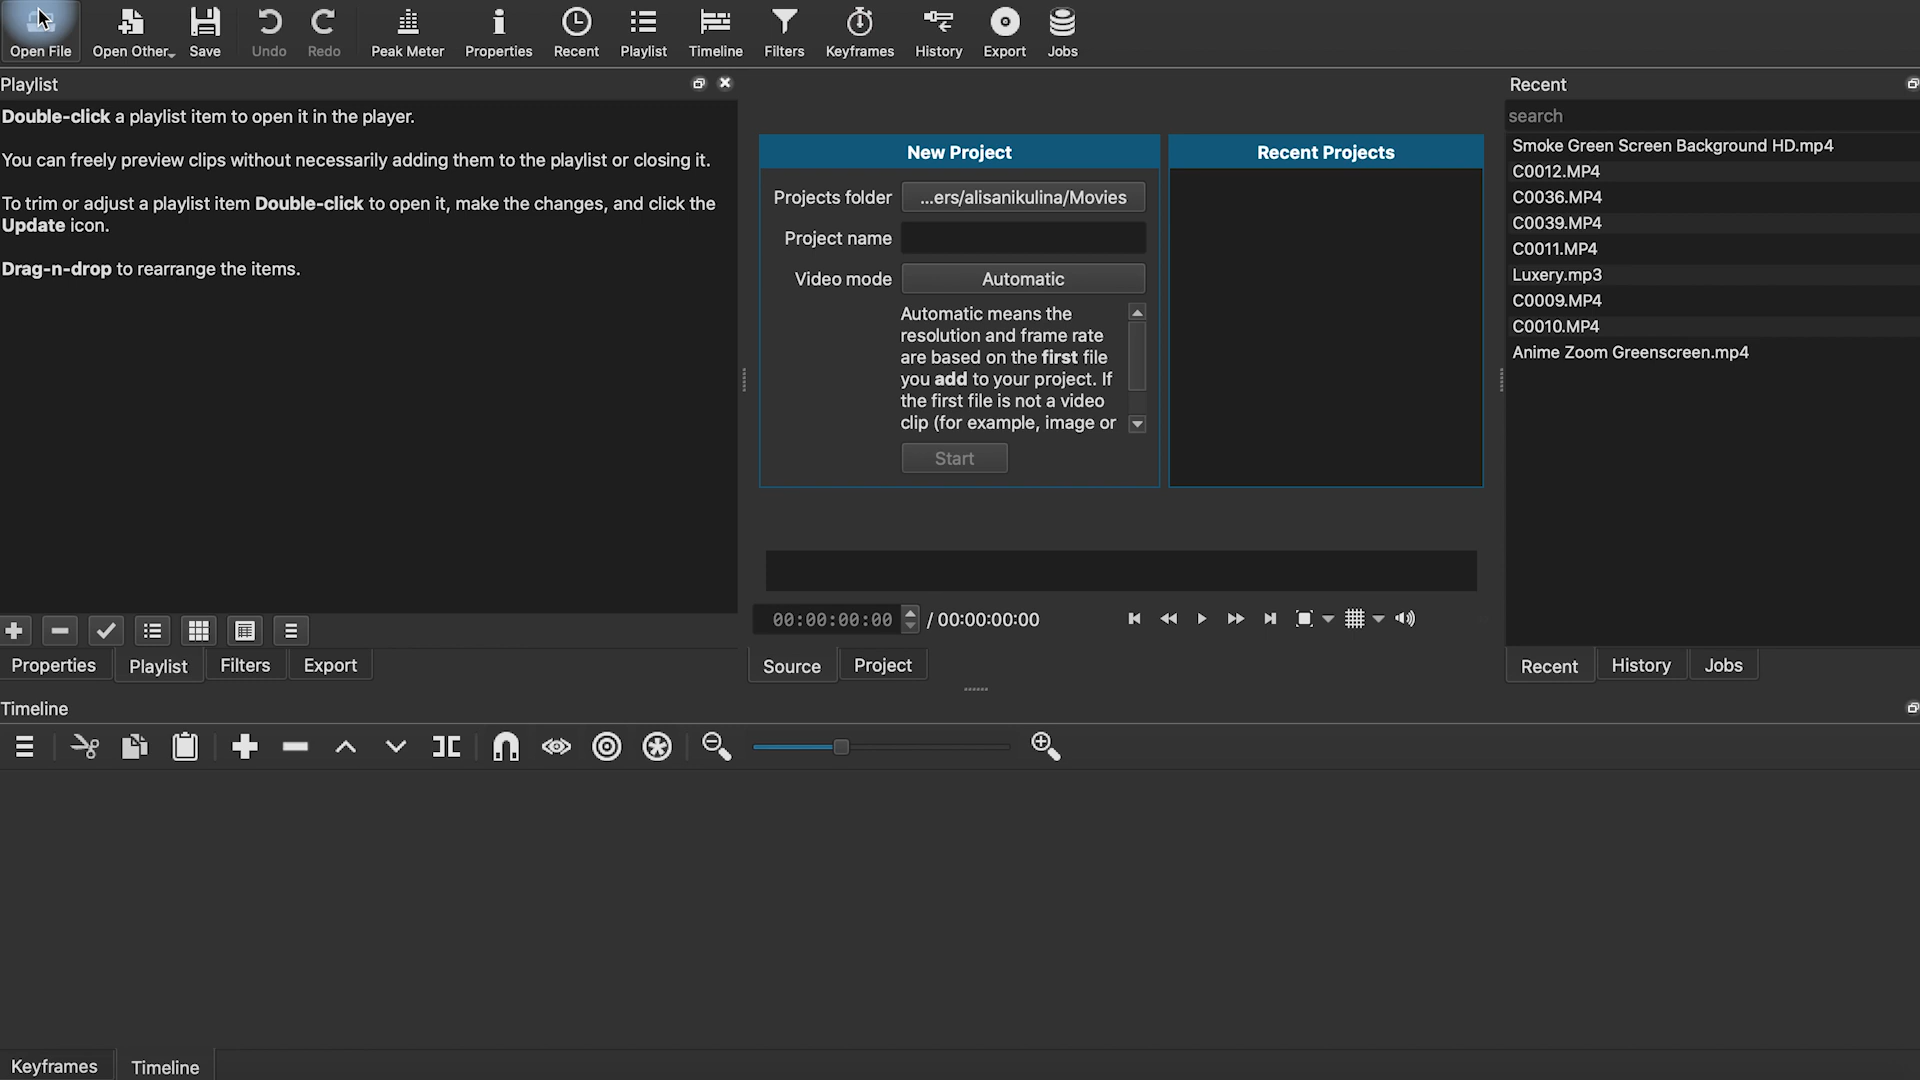 Open File Open Other Save Undo Redo Peak Meter Properties Recent Playlist Timeline Filters Keyframes History Export Jobs
Playlist
Double-click a playlist item to open it in the player.
You can freely preview clips without necessarily adding them to the playlist or closing it.
To trim or adjust a playlist item Double-click to open it, make the changes, and click the
Update icon.
Drag-n-drop to rearrange the items.
Properties Playlist Filters Export
New Project
Projects folder ...ers/alisanikulina/Movies
Project name
Video mode Automatic
Automatic means the
resolution and frame rate
are based on the first file
you add to your project. If
the first file is not a video
clip (for example, image or
Start
Recent Projects
00:00:00:00 / 00:00:00:00
Source Project
Recent
search
Smoke Green Screen Background HD.mp4
C0012.MP4
C0036.MP4
C0039.MP4
C0011.MP4
Luxery.mp3
C0009.MP4
C0010.MP4
Anime Zoom Greenscreen.mp4
Recent History Jobs
Timeline
Keyframes Timeline